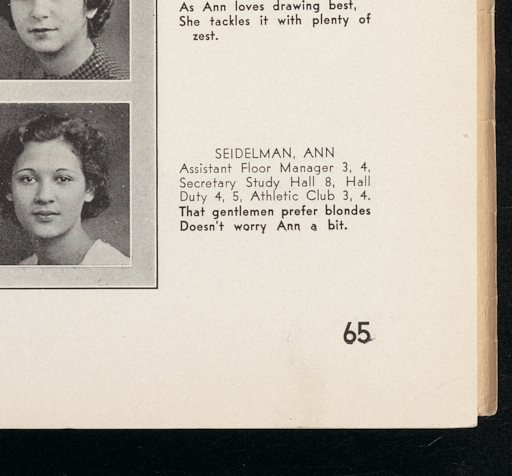 As Ann loves drawing best,
She tackles it with plenty of
zest.
SEIDELMAN, ANN
Assistant Floor Manager 3, 4,
Secretary Study Hall 8, Hall
Duty 4, 5, Athletic Club 3, 4.
That gentlemen prefer blondes
Doesn't worry Ann a bit.
65